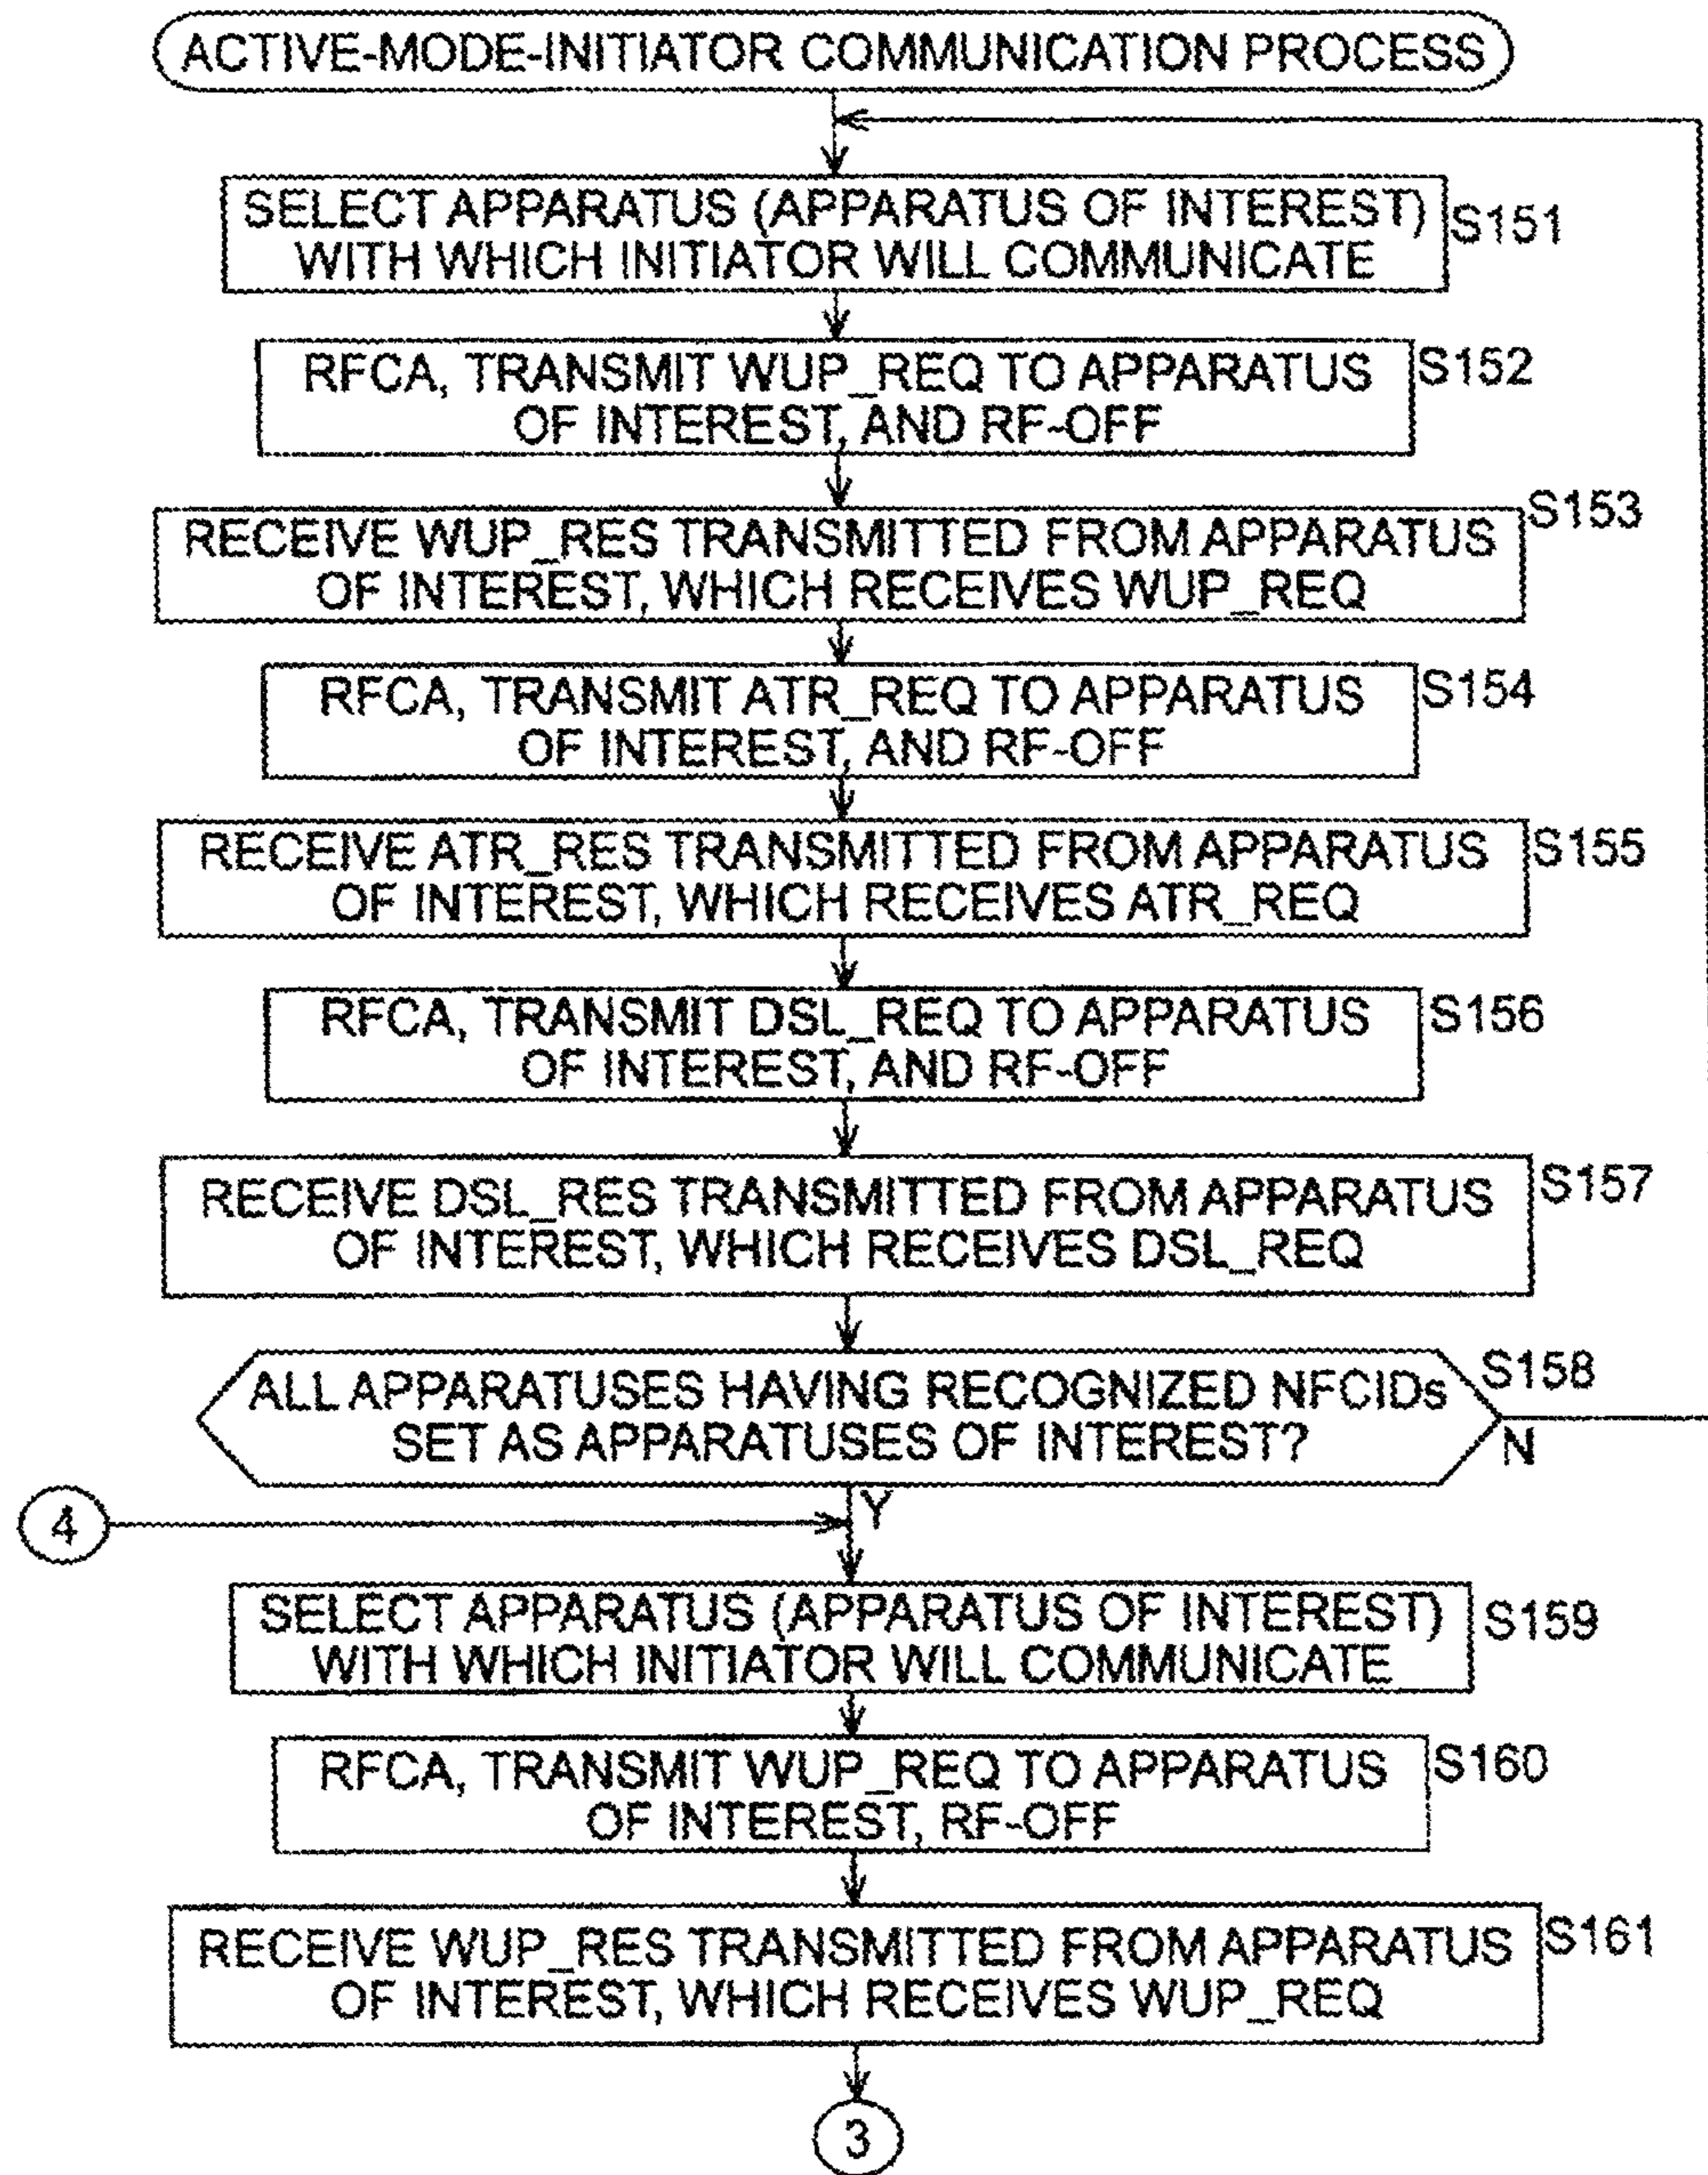 ACTIVE-MODE-INITIATOR COMMUNICATION PROCESS
SELECT APPARATUS (APPARATUS OF INTEREST)
WITH WHICH INITIATOR WILL COMMUNICATE
S151
RFCA, TRANSMIT WUP_REQ TO APPARATUS
OF INTEREST, AND RF-OFF
S152
RECEIVE WUP_RES TRANSMITTED FROM APPARATUS
OF INTEREST, WHICH RECEIVES WUP_REQ
S153
RFCA, TRANSMIT ATR_REQ TO APPARATUS
OF INTEREST, AND RF-OFF
S154
RECEIVE ATR_RES TRANSMITTED FROM APPARATUS
OF INTEREST, WHICH RECEIVES ATR_REQ
S155
RFCA, TRANSMIT DSL_REQ TO APPARATUS
OF INTEREST, AND RF-OFF
S156
RECEIVE DSL_RES TRANSMITTED FROM APPARATUS
OF INTEREST, WHICH RECEIVES DSL_REQ
S157
ALL APPARATUSES HAVING RECOGNIZED NFCIDs
SET AS APPARATUSES OF INTEREST?
S158
N
Y
4
SELECT APPARATUS (APPARATUS OF INTEREST)
WITH WHICH INITIATOR WILL COMMUNICATE
S159
RFCA, TRANSMIT WUP_REQ TO APPARATUS
OF INTEREST, RF-OFF
S160
RECEIVE WUP_RES TRANSMITTED FROM APPARATUS
OF INTEREST, WHICH RECEIVES WUP_REQ
S161
3